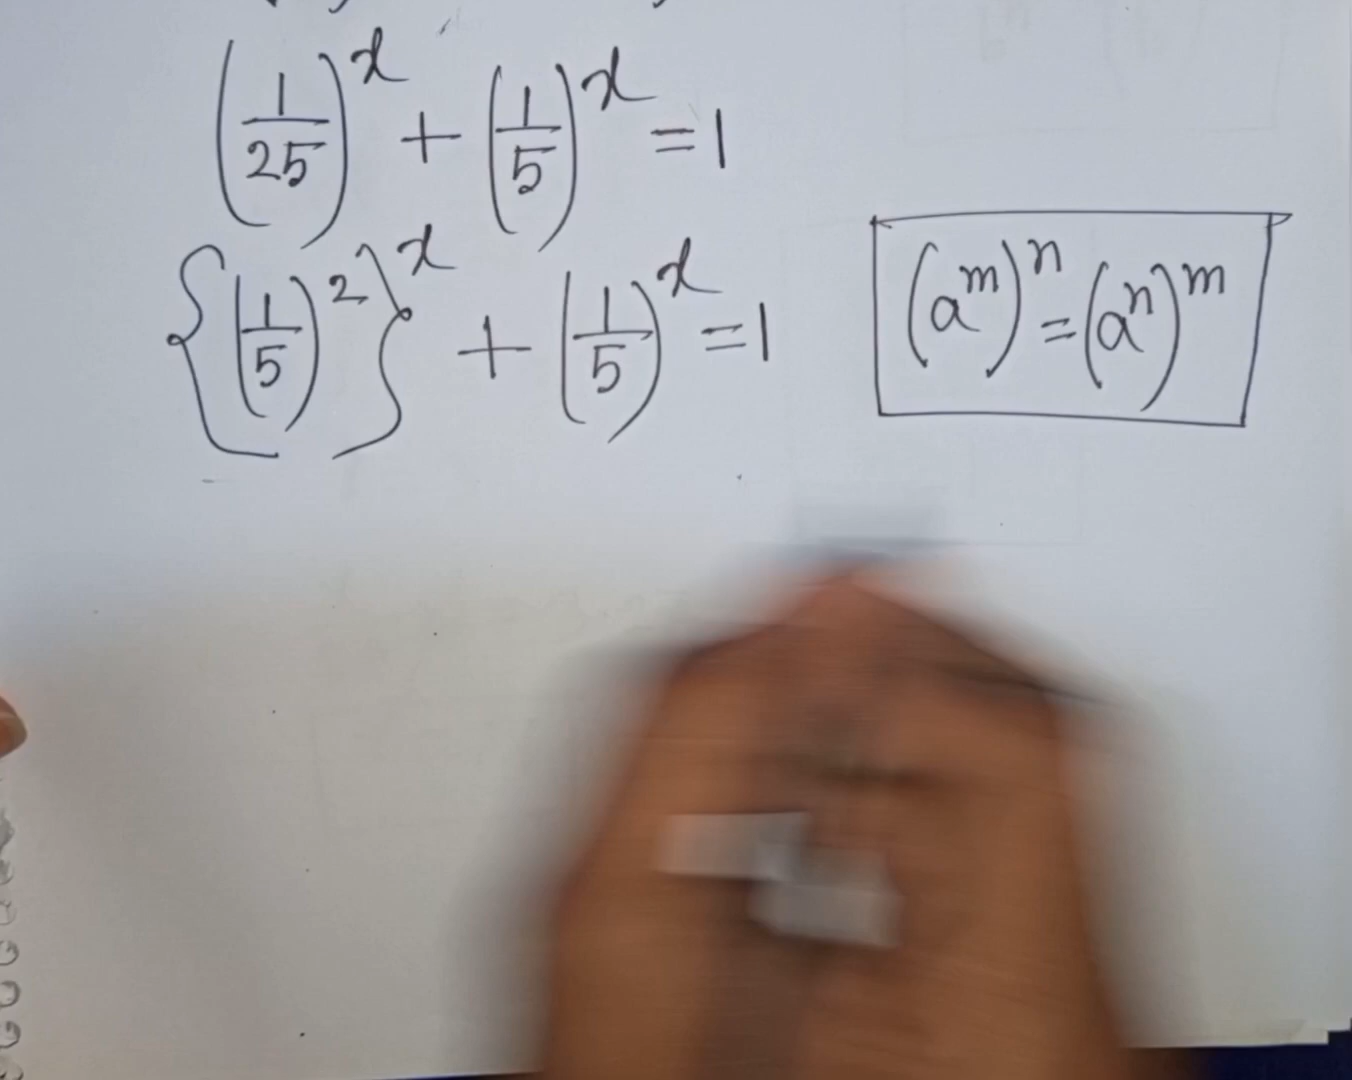 (1/25)^x + (1/5)^x = 1
{(1/5)^2}^x + (1/5)^x = 1
(a^m)^n = (a^n)^m